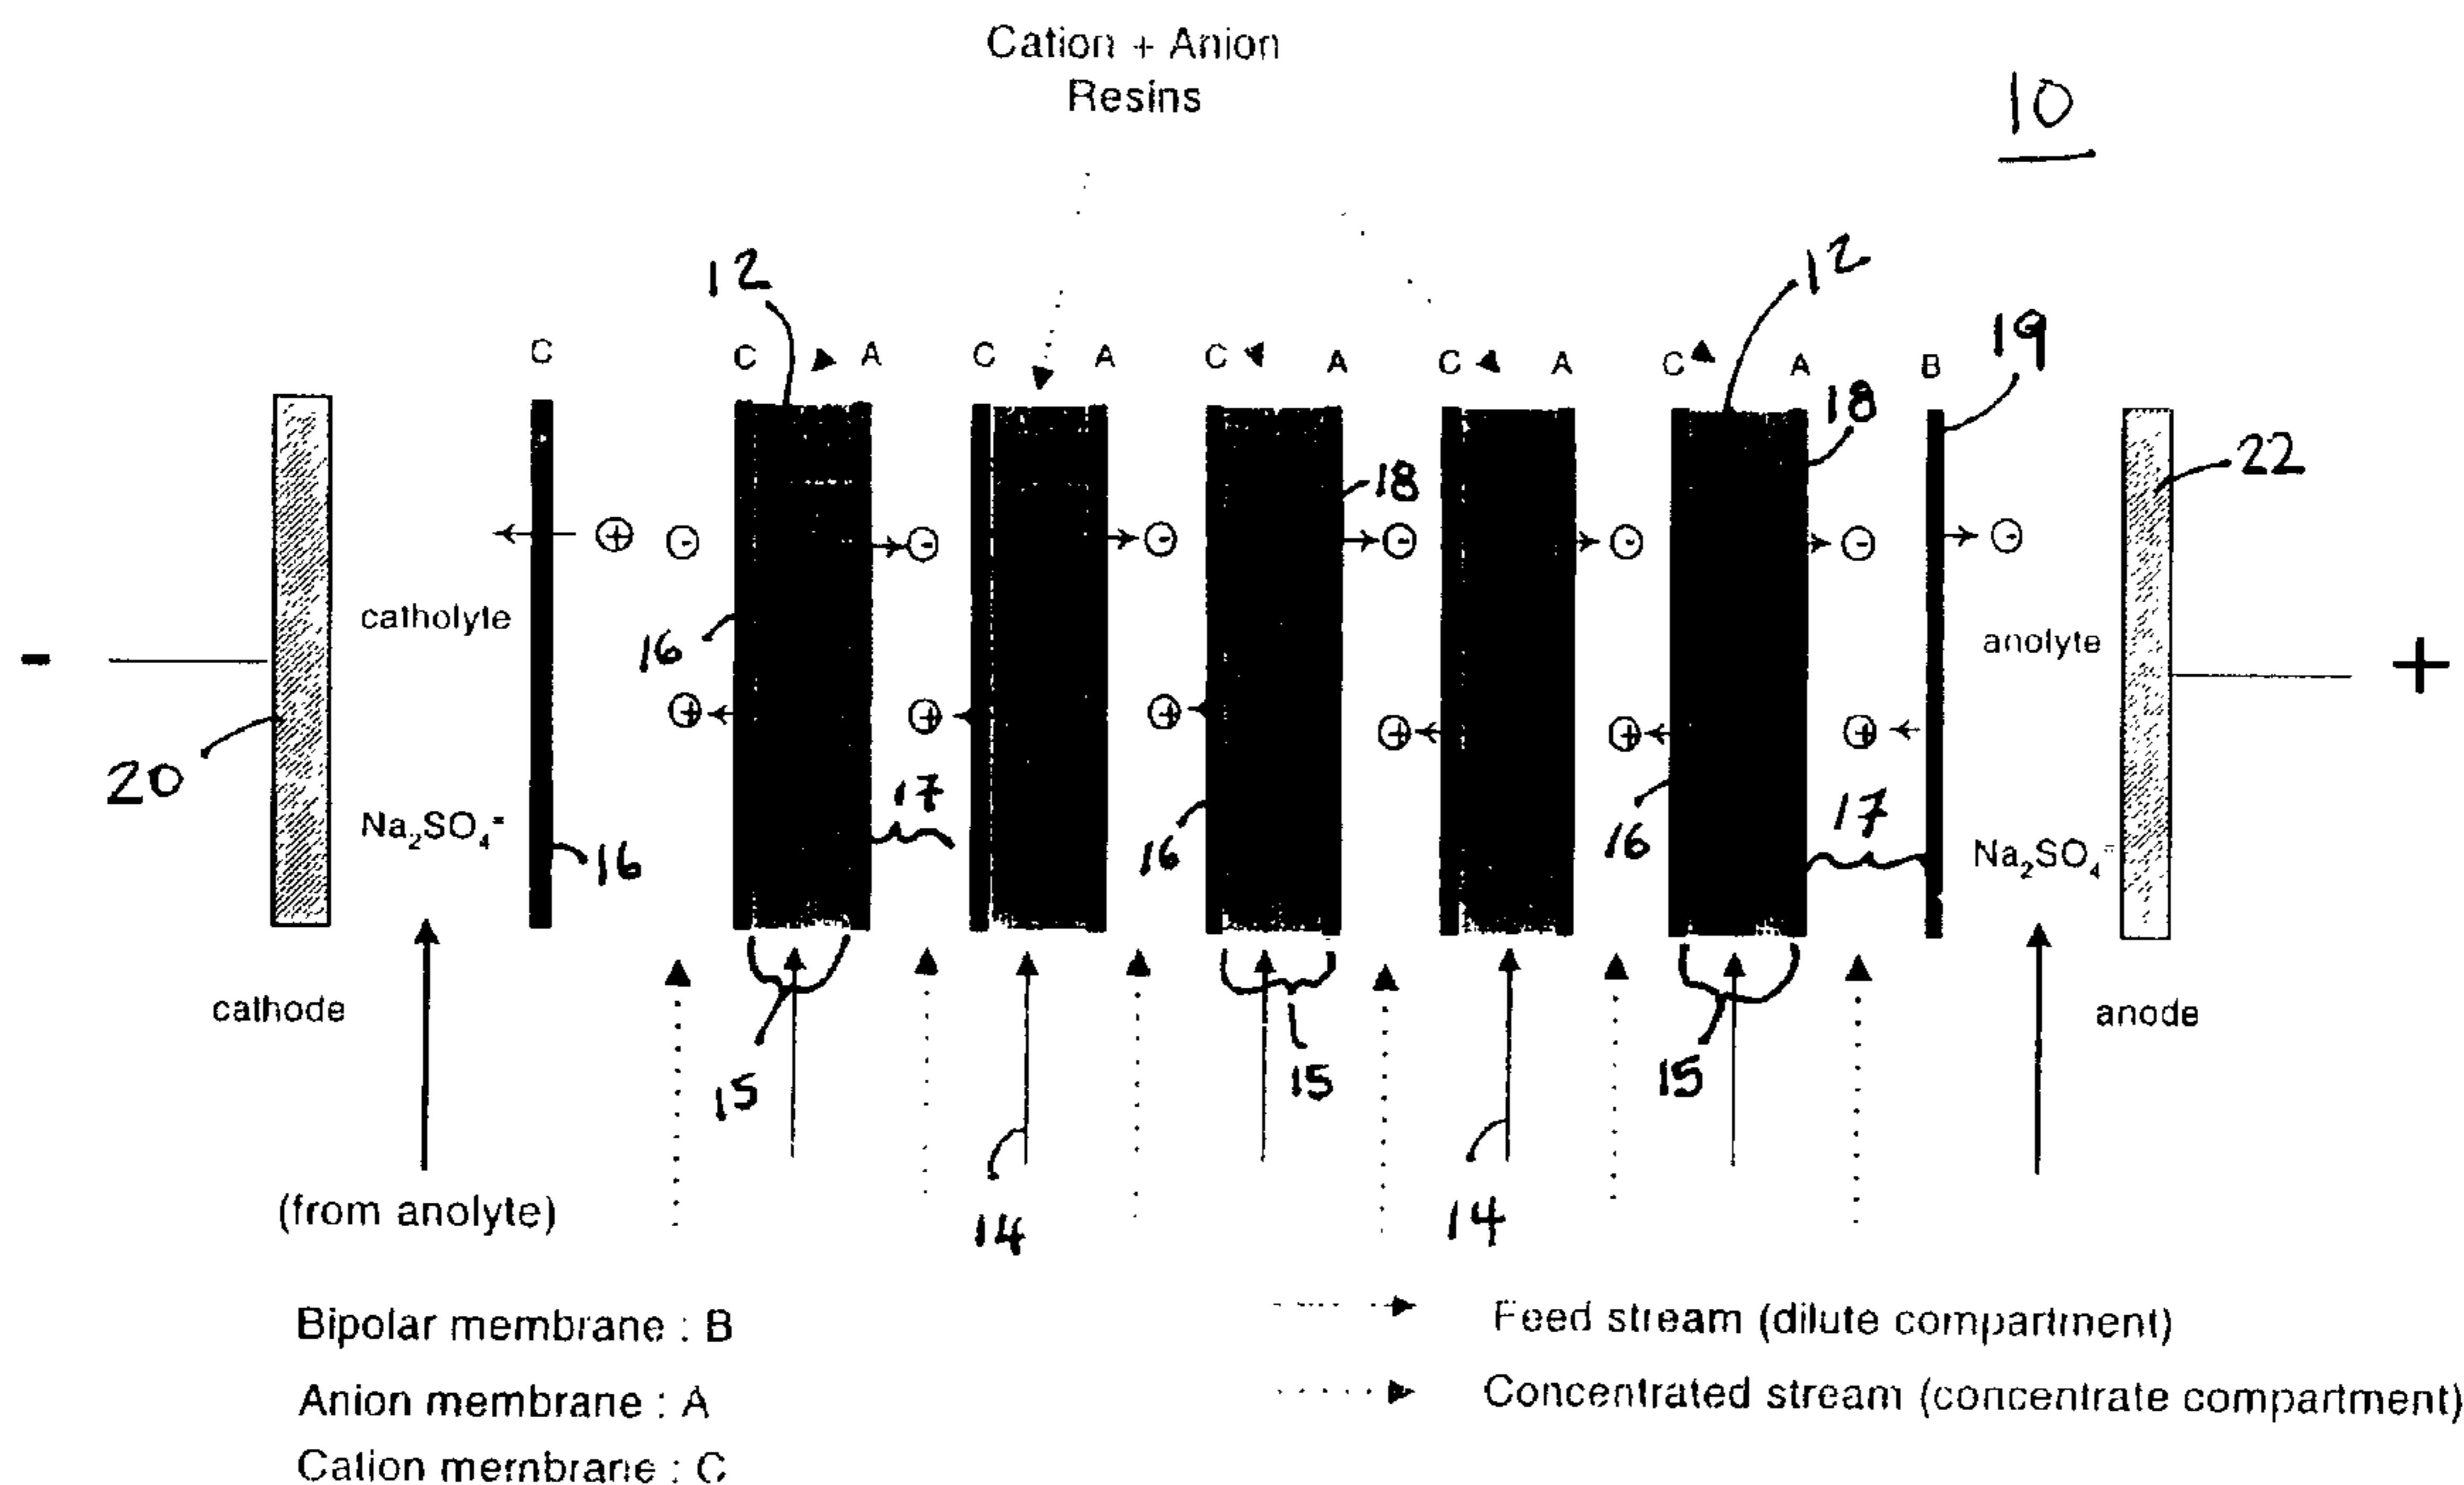 Cation + Anion
Resins
10
12
12
19
C
C
A
C
A
C
A
C
A
C
A
B
18
18
22
catholyte
anolyte
16
-
+
20
17
16
16
17
Na₂SO₄⁼
16
Na₂SO₄⁼
cathode
anode
15
15
15
(from anolyte)
14
14
Bipolar membrane : B
Feed stream (dilute compartment)
Anion membrane : A
Concentrated stream (concentrate compartment)
Cation membrane : C